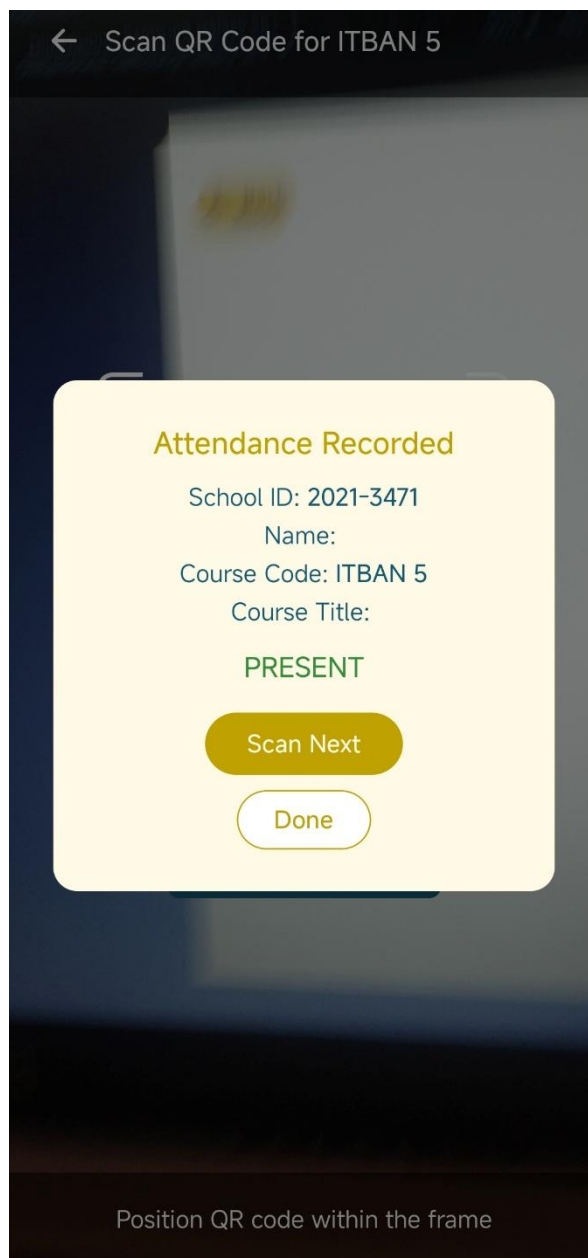 Scan QR Code for ITBAN 5
Attendance Recorded
School ID: 2021-3471
Name:
Course Code: ITBAN 5
Course Title:
PRESENT
Scan Next
Done
Position QR code within the frame